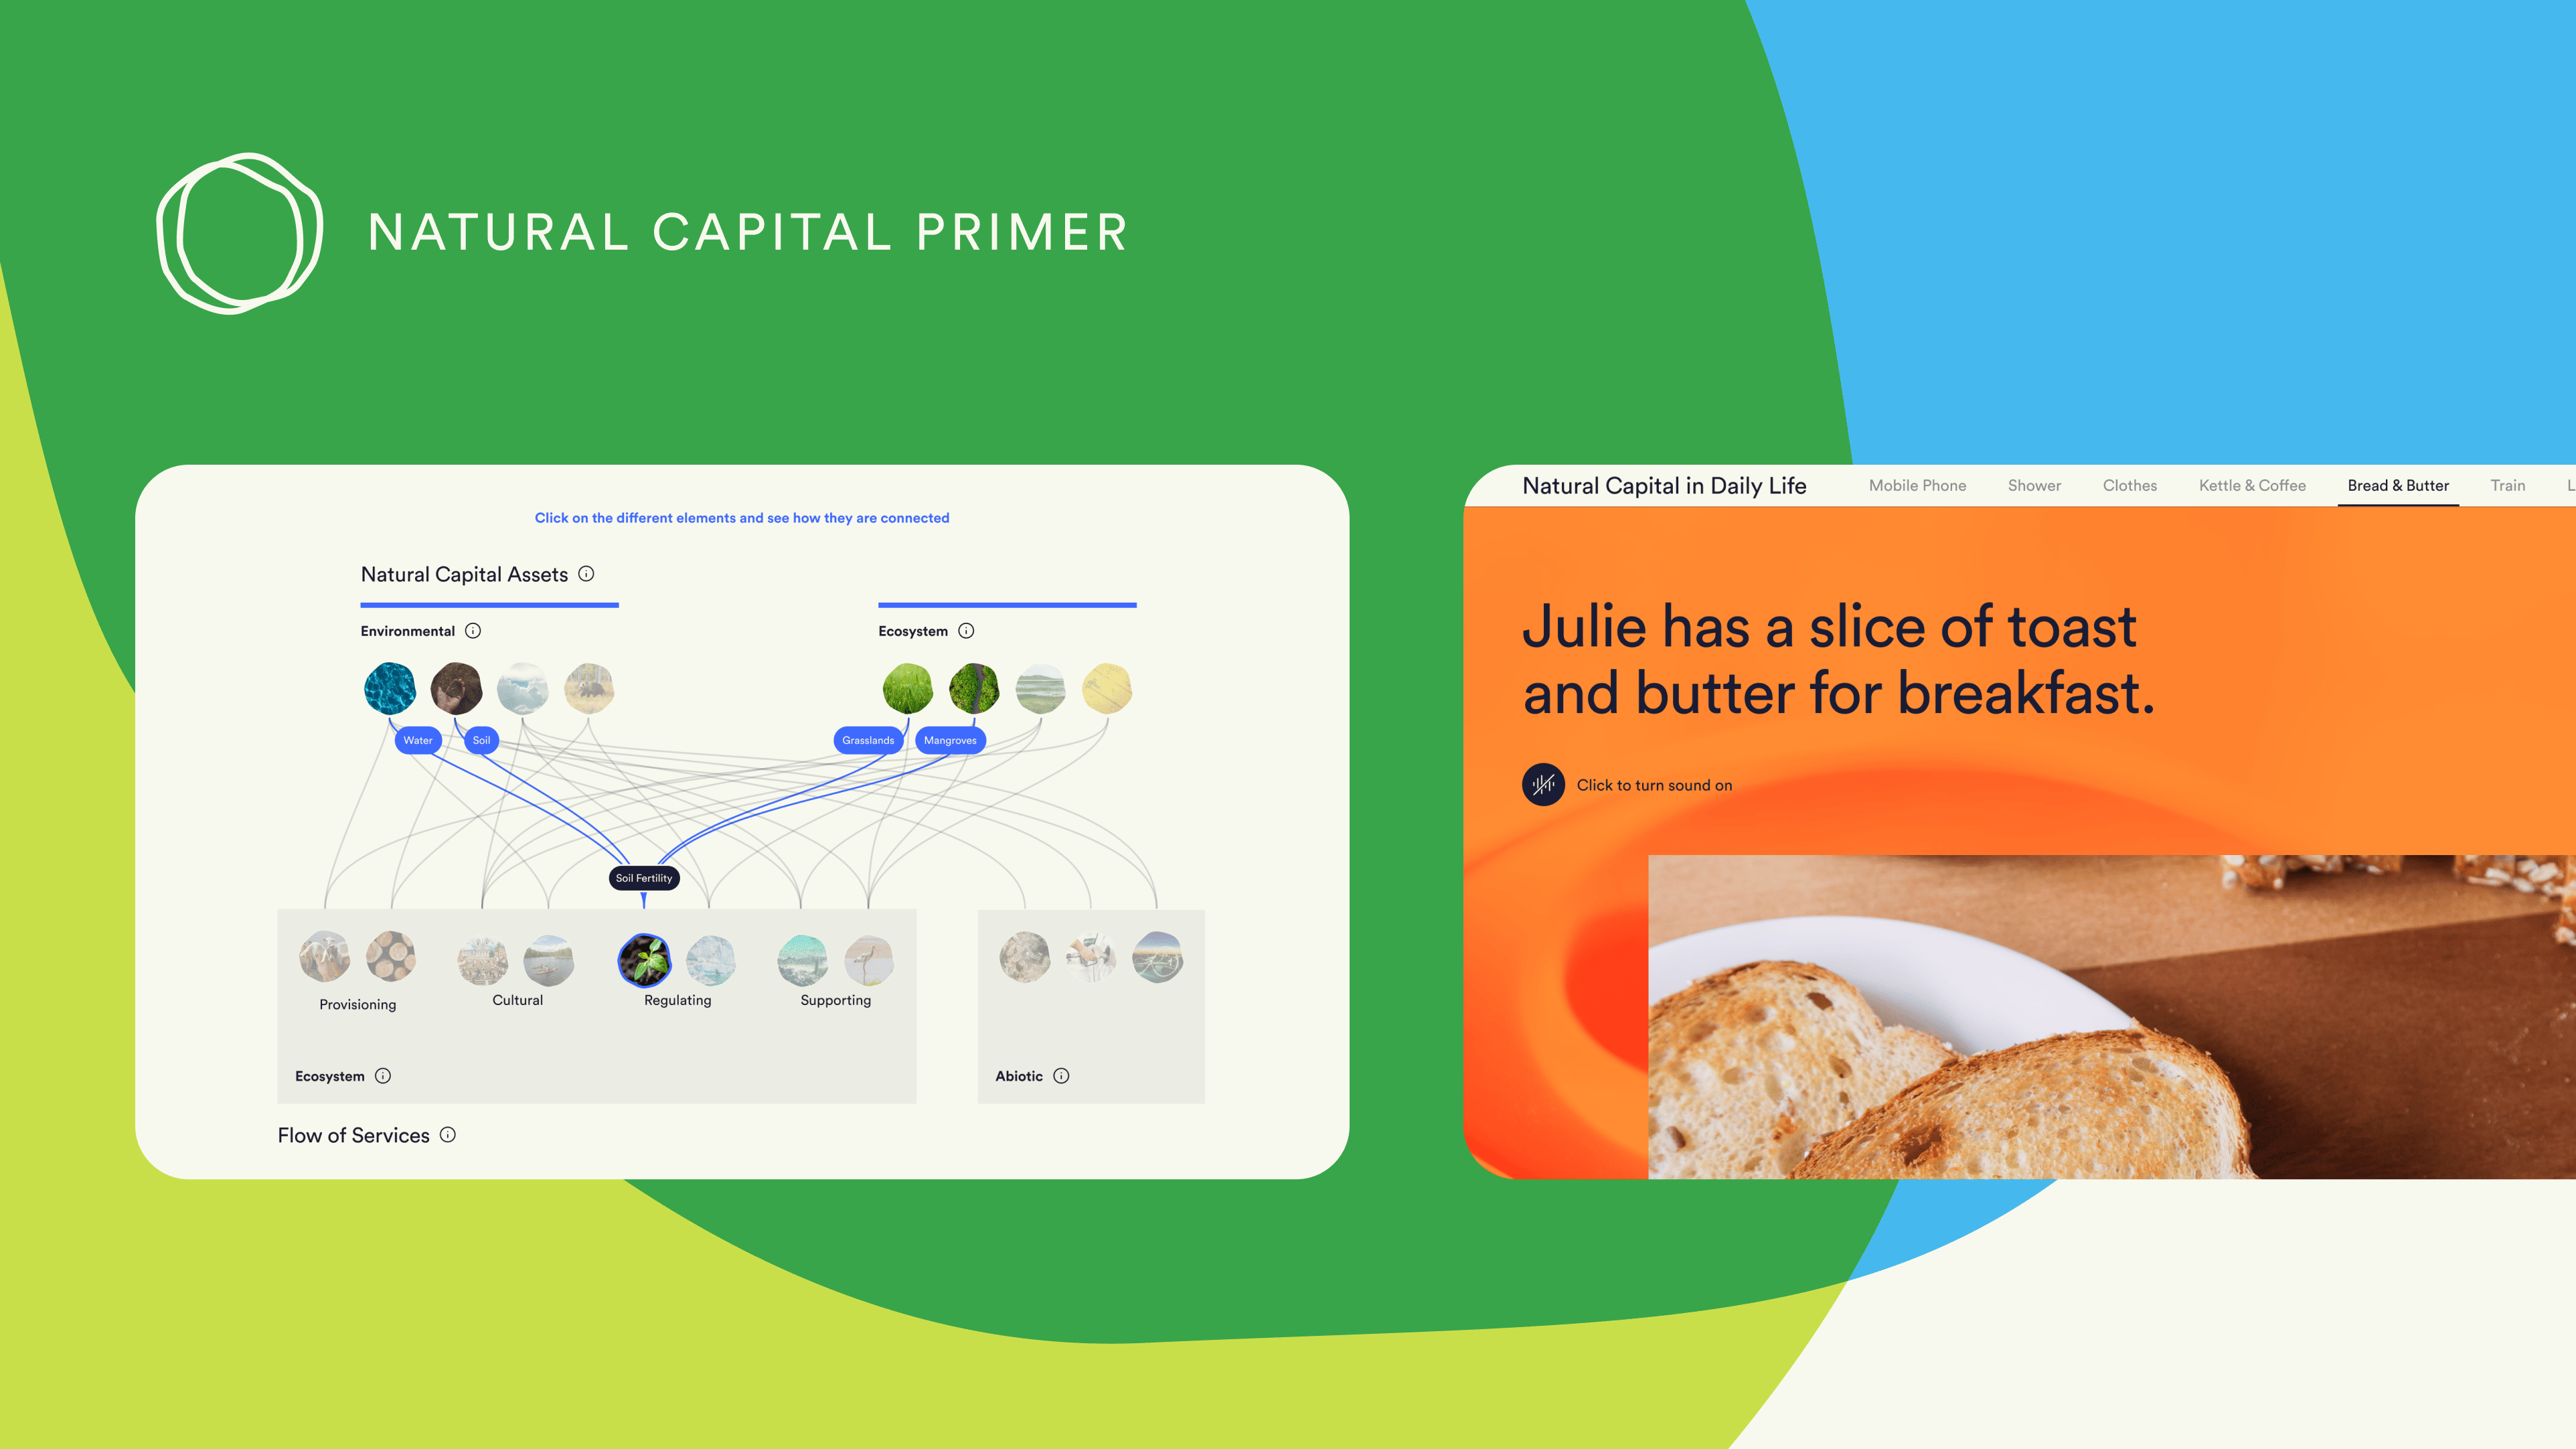 NATURAL CAPITAL PRIMER
Click on the different elements and see how they are connected
Natural Capital Assets
Environmental
Ecosystem
Water
Soil
Grasslands
Mangroves
Soil Fertility
Provisioning
Cultural
Regulating
Supporting
Ecosystem
Abiotic
Flow of Services
Natural Capital in Daily Life
Mobile Phone
Shower
Clothes
Kettle & Coffee
Bread & Butter
Train
Julie has a slice of toast
and butter for breakfast.
Click to turn sound on